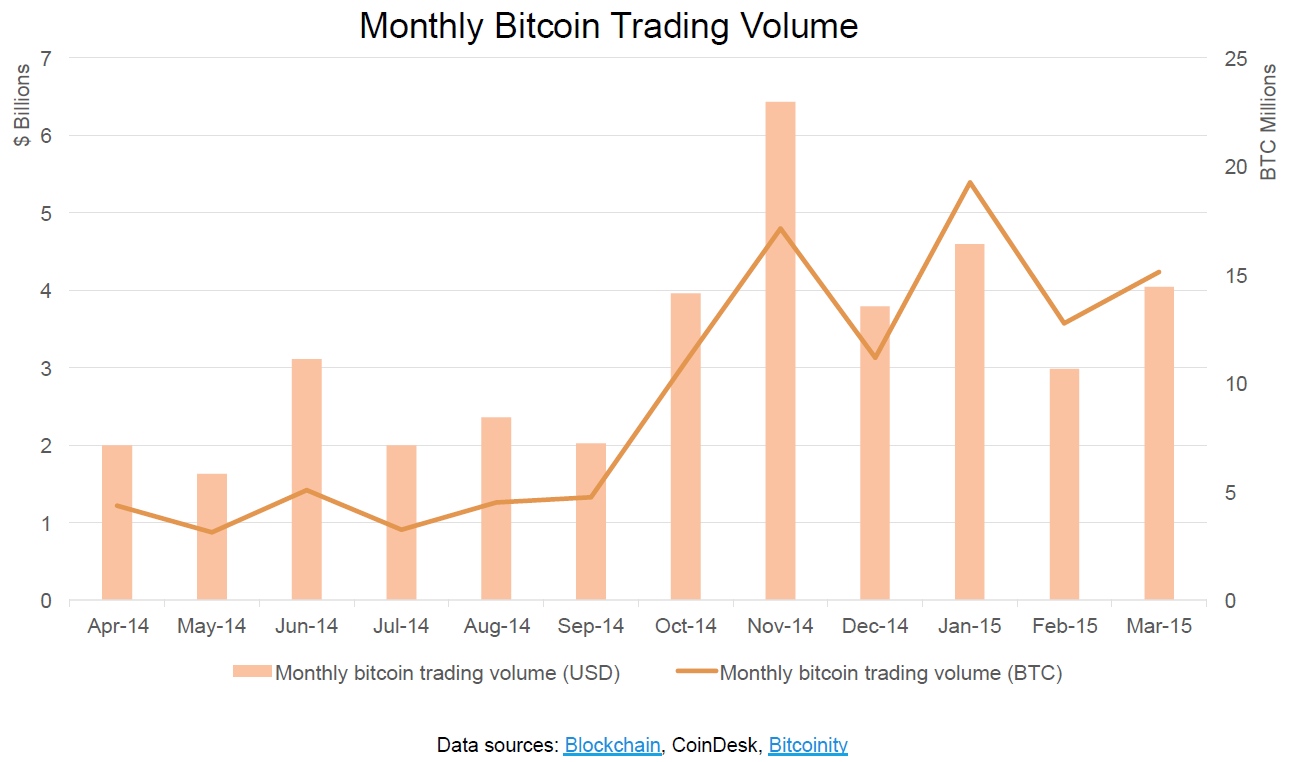 Monthly Bitcoin Trading Volume
$ Billions
7
6
5
4
3
2
1
0
BTC Millions
25
20
15
10
5
0
Apr-14 May-14 Jun-14 Jul-14 Aug-14 Sep-14 Oct-14 Nov-14 Dec-14 Jan-15 Feb-15 Mar-15
Monthly bitcoin trading volume (USD) Monthly bitcoin trading volume (BTC)
Data sources: Blockchain, CoinDesk, Bitcoinity